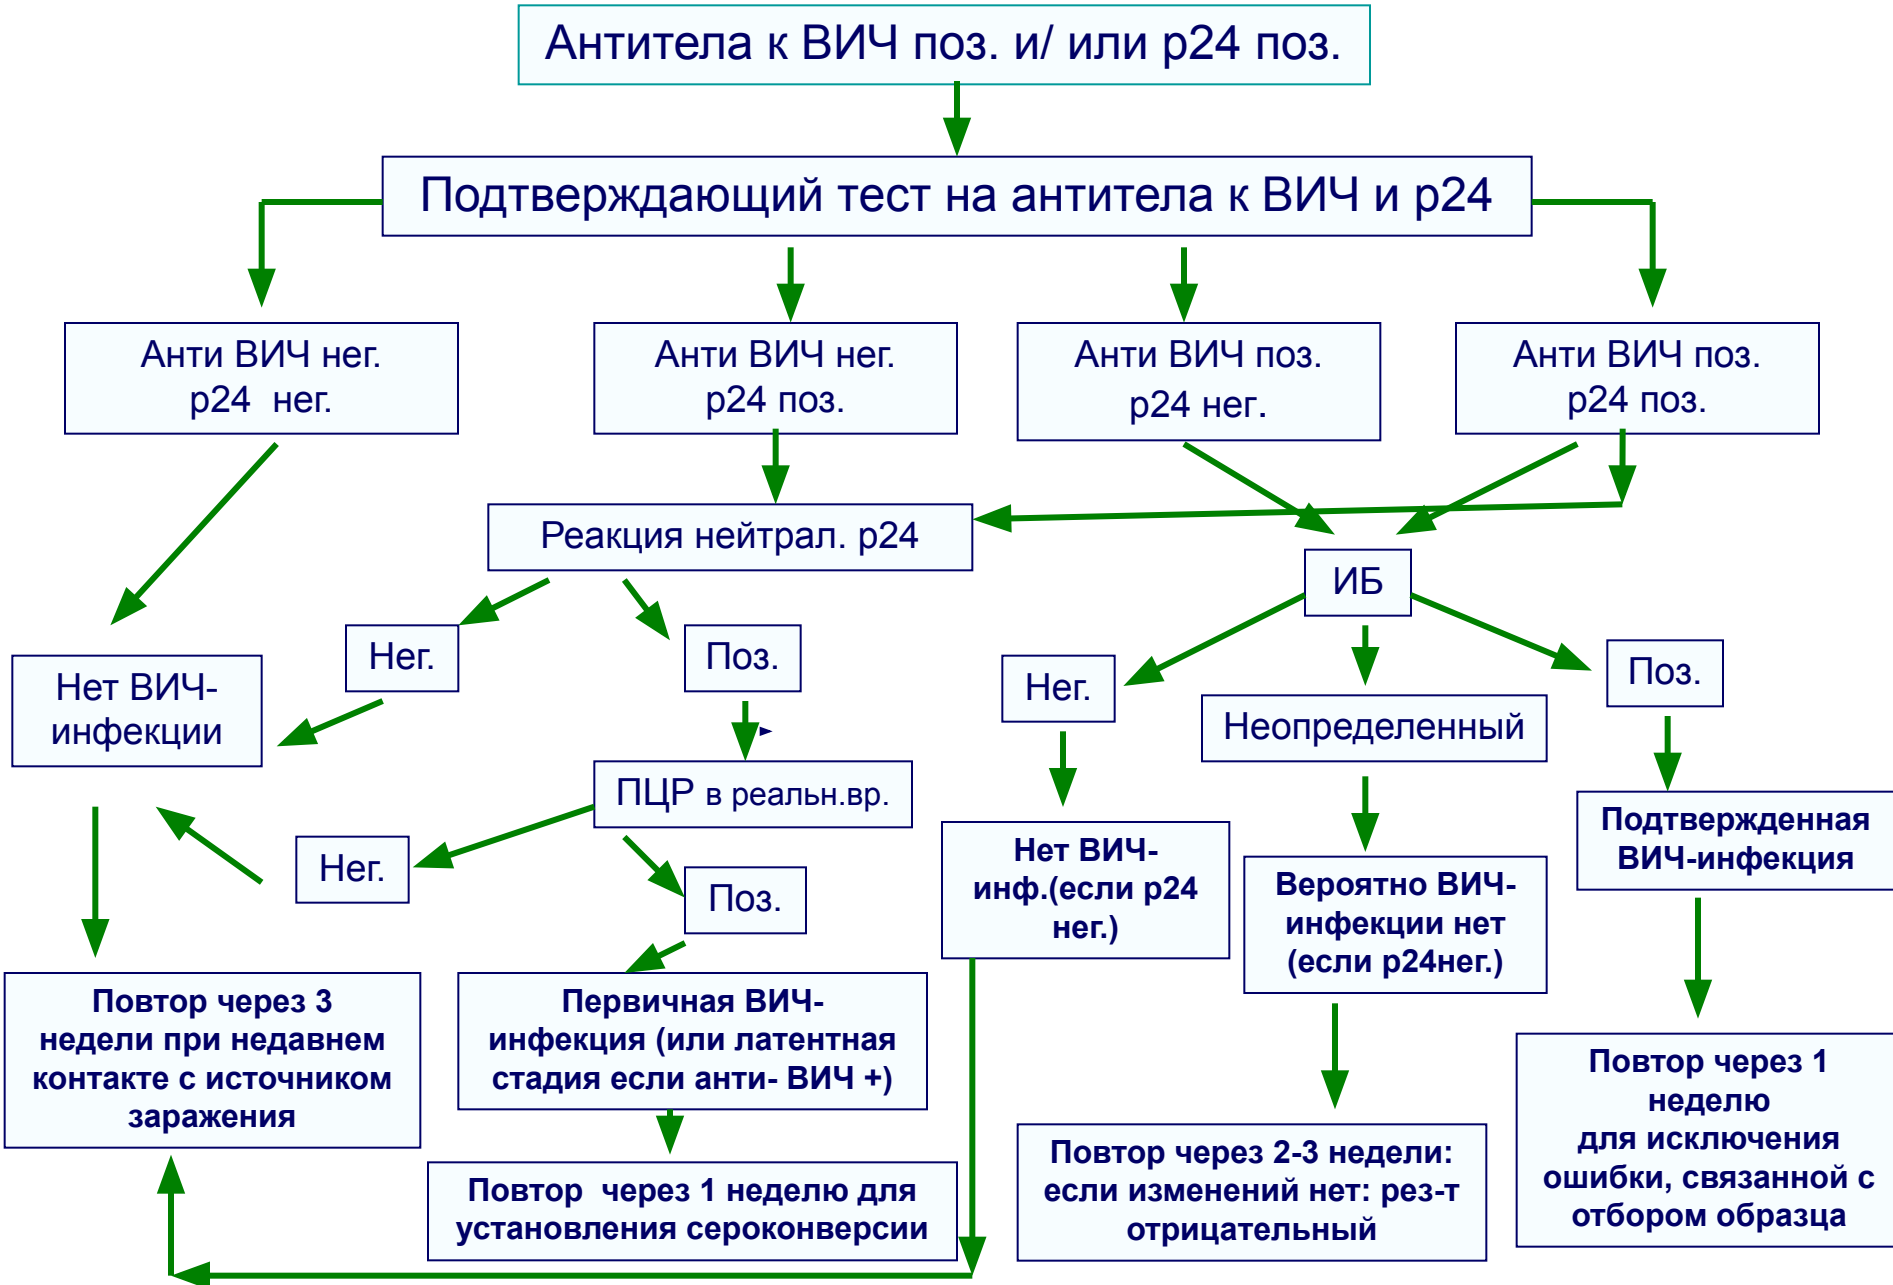 Антитела к ВИЧ поз. и/ или р24 поз.
Подтверждающий тест на антитела к ВИЧ и р24
Анти ВИЧ нег.
р24  нег.
Анти ВИЧ нег.
р24 поз.
Анти ВИЧ поз.
р24 нег.
Анти ВИЧ поз.
р24 поз.
Реакция нейтрал. р24
ИБ
Нет ВИЧ-
инфекции
Нег.
Поз.
Нег.
Неопределенный
Поз.
ПЦР в реальн.вр.
Нег.
Поз.
Нет ВИЧ-
инф.(если р24
нег.)
Вероятно ВИЧ-
инфекции нет
(если р24нег.)
Подтвержденная
ВИЧ-инфекция
Повтор через 3
недели при недавнем
контакте с источником
заражения
Первичная ВИЧ-
инфекция (или латентная
стадия если анти- ВИЧ +)
Повтор  через 1 неделю для
установления сероконверсии
Повтор через 2-3 недели:
если изменений нет: рез-т
отрицательный
Повтор через 1
неделю
для исключения
ошибки, связанной с
отбором образца